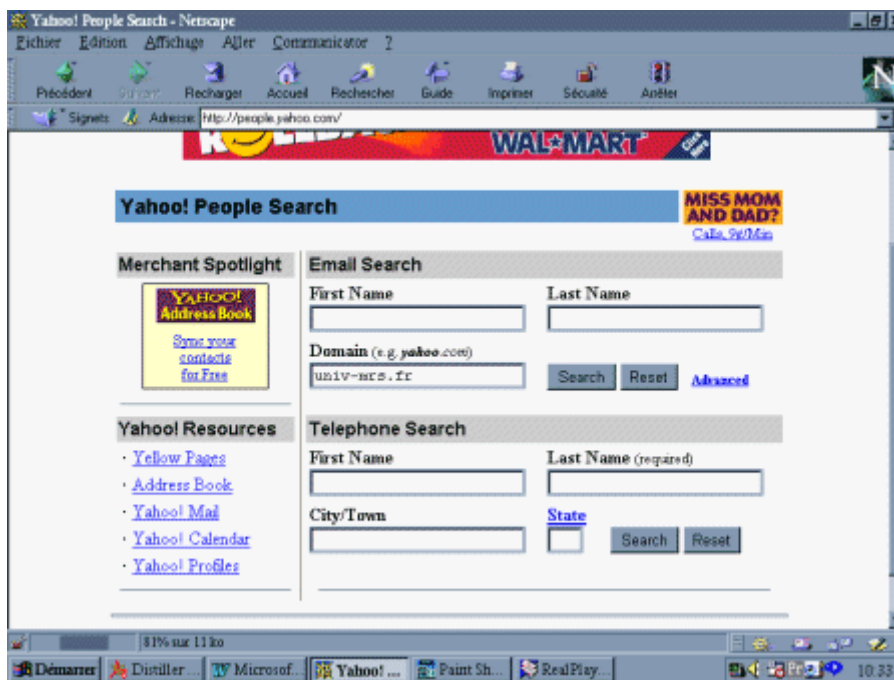 Yahoo! People Search - Netscape
Fichier Edition Affichage Aller Communicator ?
Précédent Suivant Recharger Accueil Rechercher Guide Imprimer Sécurité Arrêter
Signets Adresse: http://people.yahoo.com/
WAL★MART Click Here
Yahoo! People Search
MISS MOM
AND DAD?
Calls, 9¢/Min
Merchant Spotlight
YAHOO!
Address Book
Sync your
contacts
for Free
Email Search
First Name Last Name
Domain (e.g. yahoo.com)
univ-mrs.fr Search Reset Advanced
Yahoo! Resources
· Yellow Pages
· Address Book
· Yahoo! Mail
· Yahoo! Calendar
· Yahoo! Profiles
Telephone Search
First Name Last Name (required)
City/Town State
Search Reset
81% sur 11 ko
Démarrer Distiller ... Microsof... Yahoo! ... Paint Sh... RealPlay... 10:33